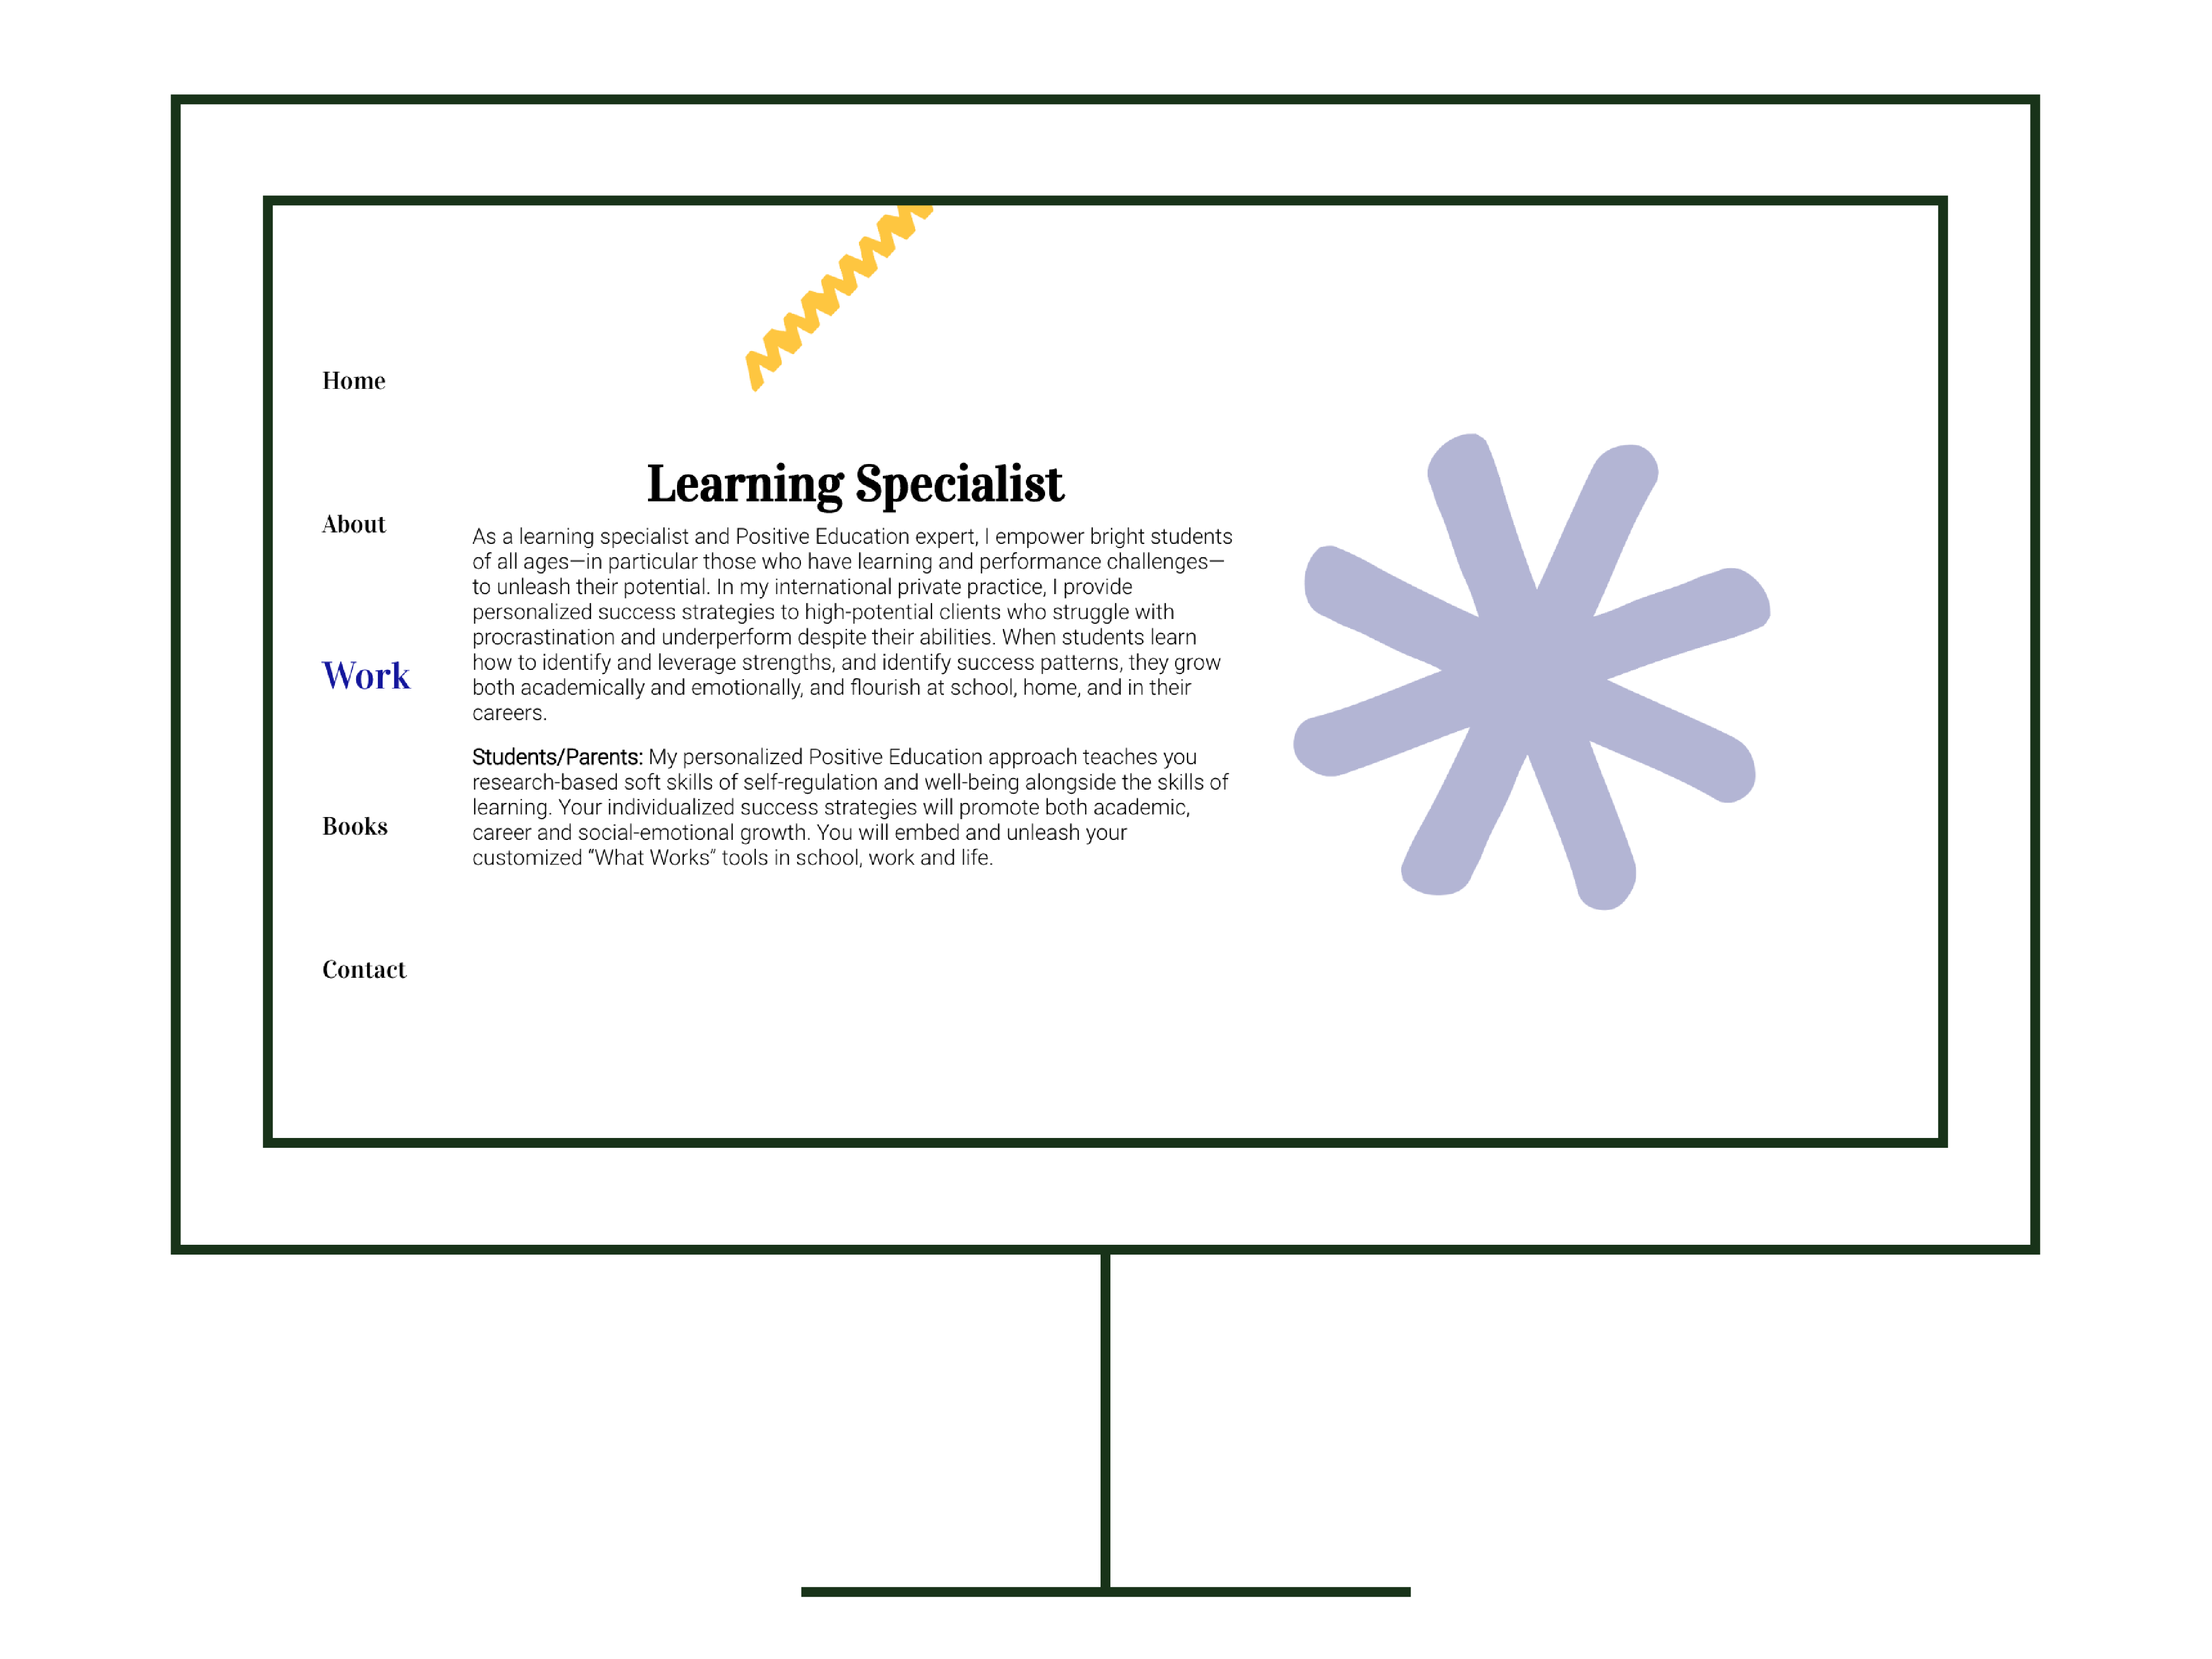 Home
About
Work
Books
Contact
Learning Specialist
As a learning specialist and Positive Education expert, I empower bright students
of all ages—in particular those who have learning and performance challenges—
to unleash their potential. In my international private practice, I provide
personalized success strategies to high-potential clients who struggle with
procrastination and underperform despite their abilities. When students learn
how to identify and leverage strengths, and identify success patterns, they grow
both academically and emotionally, and flourish at school, home, and in their
careers.
Students/Parents: My personalized Positive Education approach teaches you
research-based soft skills of self-regulation and well-being alongside the skills of
learning. Your individualized success strategies will promote both academic,
career and social-emotional growth. You will embed and unleash your
customized “What Works” tools in school, work and life.